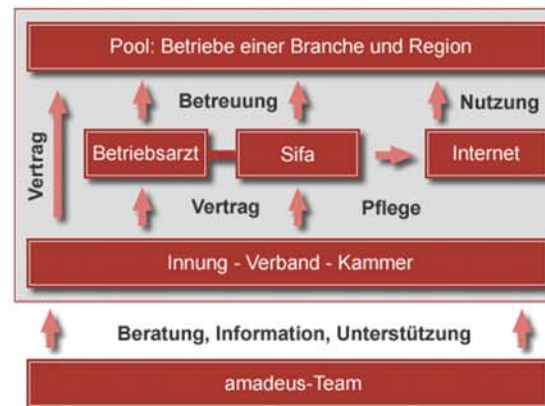 Pool: Betriebe einer Branche und Region
Betreuung
Nutzung
Vertrag
Betriebsarzt
Sifa
Internet
Vertrag
Pflege
Innung - Verband - Kammer
Beratung, Information, Unterstützung
amadeus-Team